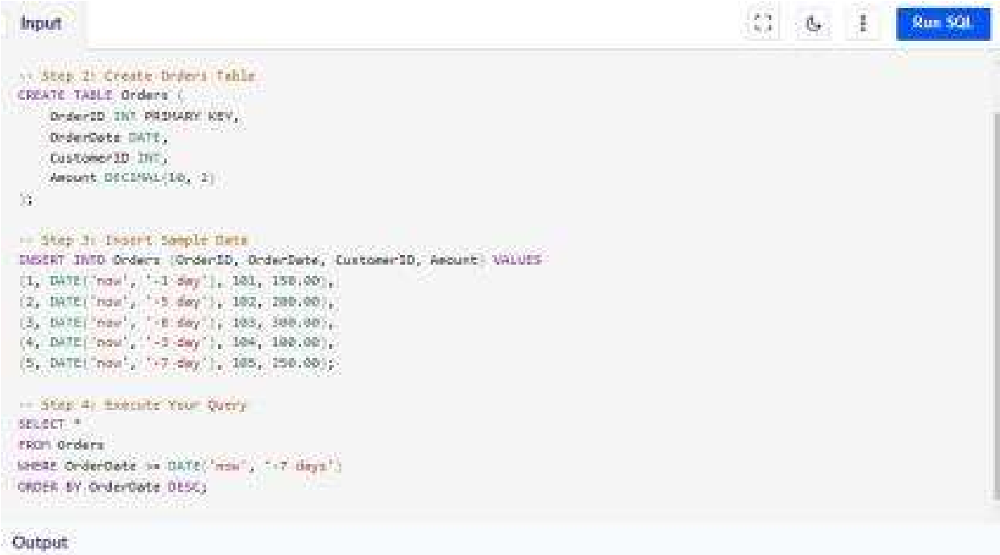 Input
Run SQL
-- Step 2: Create Orders Table
CREATE TABLE Orders (
OrderID INT PRIMARY KEY,
OrderDate DATE,
CustomerID INT,
Amount DECIMAL(10, 2)
);
-- Step 3: Insert Sample Data
INSERT INTO Orders (OrderID, OrderDate, CustomerID, Amount) VALUES
(1, DATE('now', '-1 day'), 101, 150.00),
(2, DATE('now', '-5 day'), 102, 200.00),
(3, DATE('now', day'), 103, 300.00),
(4, DATE('now', '-3 day'), 104, 100.00),
(5, DATE('now', '-7 day'), 105, 250.00);
-- Step 4: Execute Your Query
SELECT *
FROM Orders
WHERE OrderDate >= DATE('now', '-7 days')
ORDER BY OrderDate DESC;
Output